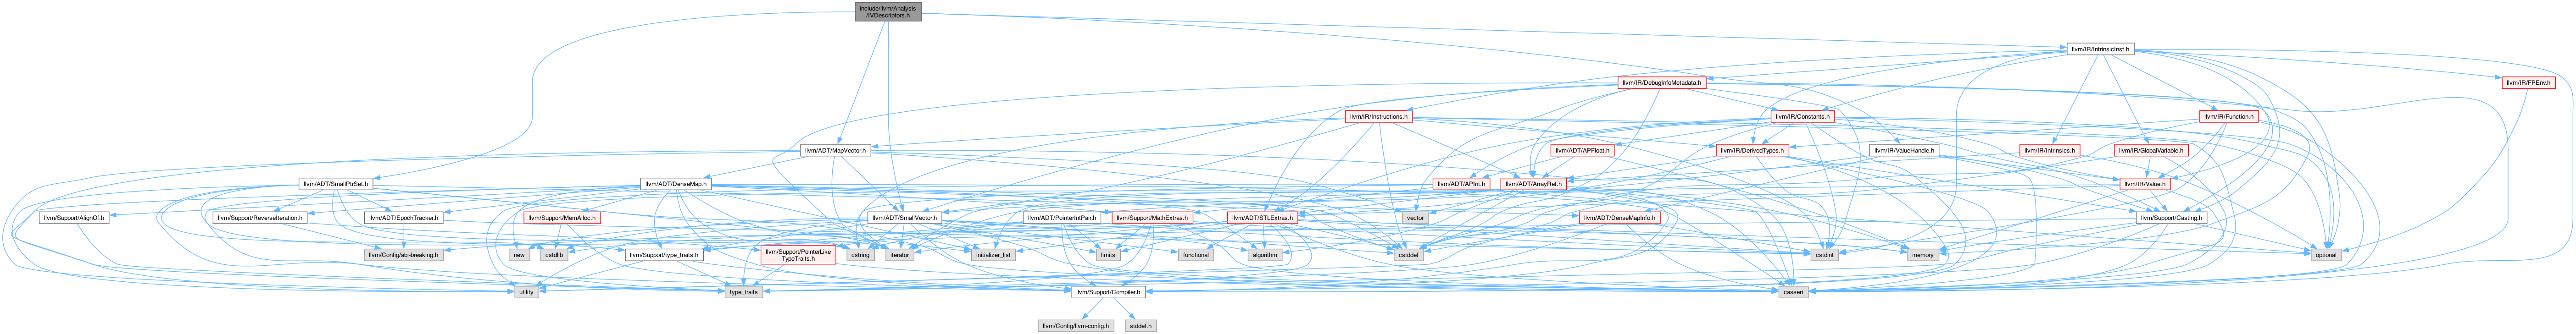 include/llvm/Analysis
/IVDescriptors.h
llvm/IR/IntrinsicInst.h
llvm/IR/DebugInfoMetadata.h
llvm/IR/FPEnv.h
llvm/IR/Instructions.h
llvm/IR/Constants.h
llvm/IR/Function.h
llvm/ADT/MapVector.h
llvm/ADT/APFloat.h
llvm/IR/DerivedTypes.h
llvm/IR/ValueHandle.h
llvm/IR/Intrinsics.h
llvm/IR/GlobalVariable.h
llvm/ADT/SmallPtrSet.h
llvm/ADT/DenseMap.h
llvm/ADT/APInt.h
llvm/ADT/ArrayRef.h
llvm/IR/Value.h
llvm/Support/AlignOf.h
llvm/Support/ReverseIteration.h
llvm/ADT/EpochTracker.h
llvm/Support/MemAlloc.h
llvm/ADT/SmallVector.h
llvm/ADT/PointerIntPair.h
llvm/Support/MathExtras.h
llvm/ADT/STLExtras.h
vector
llvm/ADT/DenseMapInfo.h
llvm/Support/Casting.h
llvm/Config/abi-breaking.h
new
cstdlib
llvm/Support/type_traits.h
llvm/Support/PointerLike
TypeTraits.h
cstring
iterator
initializer_list
limits
functional
algorithm
cstddef
cstdint
memory
optional
utility
type_traits
llvm/Support/Compiler.h
cassert
llvm/Config/llvm-config.h
stddef.h